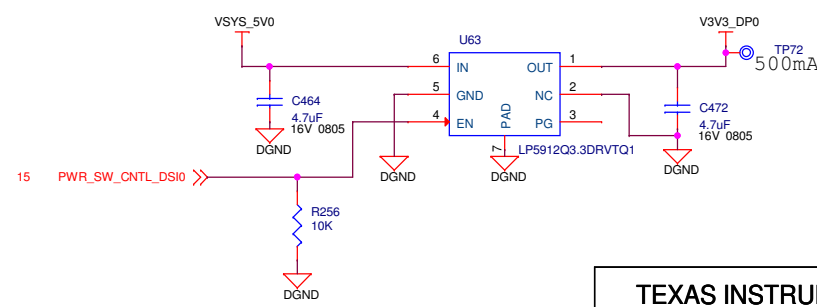 VSYS_5V0
U63
V3V3_DP0
TP72
500mA
6 IN OUT 1
5 GND NC 2
4 EN PG 3
PAD
7
LP5912Q3.3DRVTQ1
C464
4.7uF
16V 0805
DGND
DGND
DGND
C472
4.7uF
16V 0805
DGND
15 PWR_SW_CNTL_DSI0
R256
10K
DGND